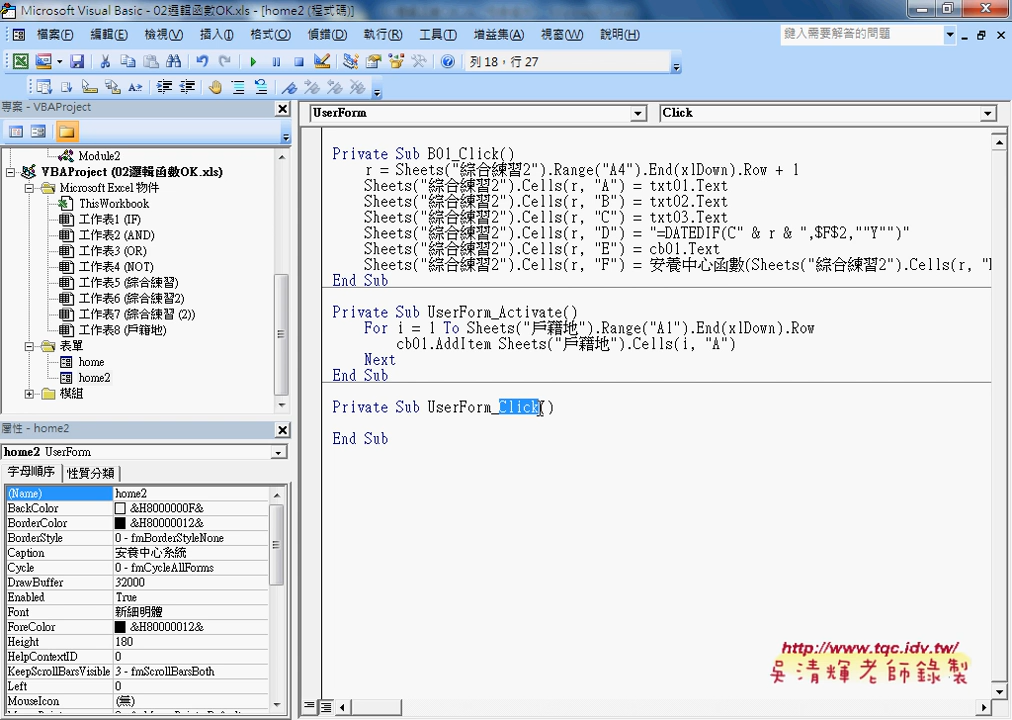 Microsoft Visual Basic - 02邏輯函數OK.xls - [home2 (程式碼)]
檔案(F) 編輯(E) 檢視(V) 插入(I) 格式(O) 偵錯(D) 執行(R) 工具(T) 增益集(A) 視窗(W) 說明(H) 鍵入需要解答的問題
列 18，行 27
專案 - VBAProject
UserForm Click
Module2
VBAProject (02邏輯函數OK.xls)
Microsoft Excel 物件
ThisWorkbook
工作表1 (IF)
工作表2 (AND)
工作表3 (OR)
工作表4 (NOT)
工作表5 (綜合練習)
工作表6 (綜合練習2)
工作表7 (綜合練習 (2))
工作表8 (戶籍地)
表單
home
home2
模組
Private Sub B01_Click()
r = Sheets("綜合練習2").Range("A4").End(xlDown).Row + 1
Sheets("綜合練習2").Cells(r, "A") = txt01.Text
Sheets("綜合練習2").Cells(r, "B") = txt02.Text
Sheets("綜合練習2").Cells(r, "C") = txt03.Text
Sheets("綜合練習2").Cells(r, "D") = "=DATEDIF(C" & r & ",$F$2,""Y"")"
Sheets("綜合練習2").Cells(r, "E") = cb01.Text
Sheets("綜合練習2").Cells(r, "F") = 安養中心函數(Sheets("綜合練習2").Cells(r, "
End Sub
Private Sub UserForm_Activate()
For i = 1 To Sheets("戶籍地").Range("A1").End(xlDown).Row
cb01.AddItem Sheets("戶籍地").Cells(i, "A")
Next
End Sub
Private Sub UserForm_Click()
End Sub
屬性 - home2
home2 UserForm
字母順序 性質分類
(Name) home2
BackColor &H8000000F&
BorderColor &H80000012&
BorderStyle 0 - fmBorderStyleNone
Caption 安養中心系統
Cycle 0 - fmCycleAllForms
DrawBuffer 32000
Enabled True
Font 新細明體
ForeColor &H80000012&
Height 180
HelpContextID 0
KeepScrollBarsVisible 3 - fmScrollBarsBoth
Left 0
MouseIcon (無)
http://www.tqc.idv.tw/
吳清輝老師錄製